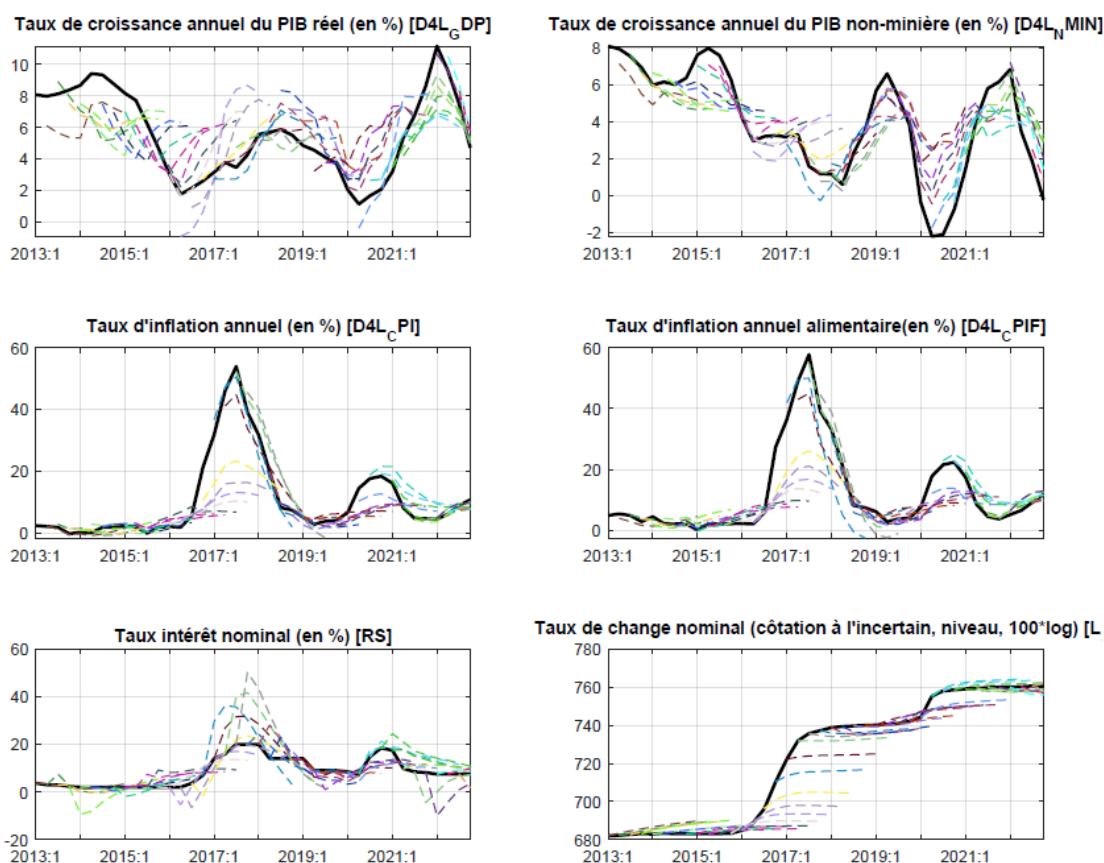 Taux de croissance annuel du PIB réel (en %) [D4L_GDP]
10
8
6
4
2
0
2013:1 2015:1 2017:1 2019:1 2021:1
Taux de croissance annuel du PIB non-minière (en %) [D4L_NMIN]
8
6
4
2
0
-2
2013:1 2015:1 2017:1 2019:1 2021:1
Taux d'inflation annuel (en %) [D4L_CPI]
60
40
20
0
2013:1 2015:1 2017:1 2019:1 2021:1
Taux d'inflation annuel alimentaire(en %) [D4L_CPIF]
60
40
20
0
2013:1 2015:1 2017:1 2019:1 2021:1
Taux intérêt nominal (en %) [RS]
60
40
20
0
-20
2013:1 2015:1 2017:1 2019:1 2021:1
Taux de change nominal (côtation à l'incertain, niveau, 100*log) [L
780
760
740
720
700
680
2013:1 2015:1 2017:1 2019:1 2021:1